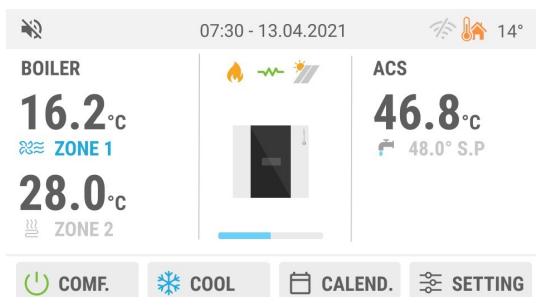 07:30 - 13.04.2021
14°
BOILER
16.2°C
ZONE 1
28.0°C
ZONE 2
ACS
46.8°C
48.0° S.P
COMF.
COOL
CALEND.
SETTING